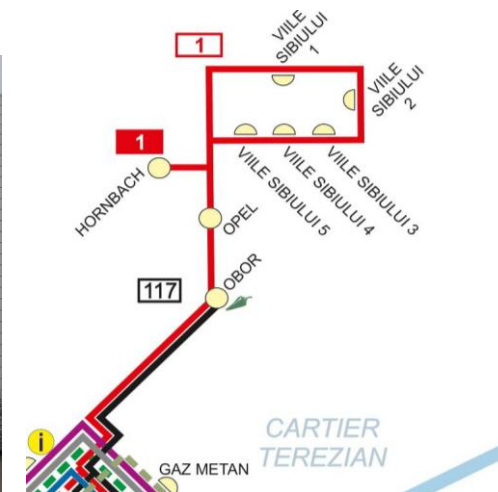 1
VIILE
SIBIULUI
1
VIILE
SIBIULUI
2
1
HORNBACH
VIILE SIBIULUI 5
VIILE SIBIULUI 4
VIILE SIBIULUI 3
OPEL
OBOR
117
i
CARTIER
TEREZIAN
GAZ METAN